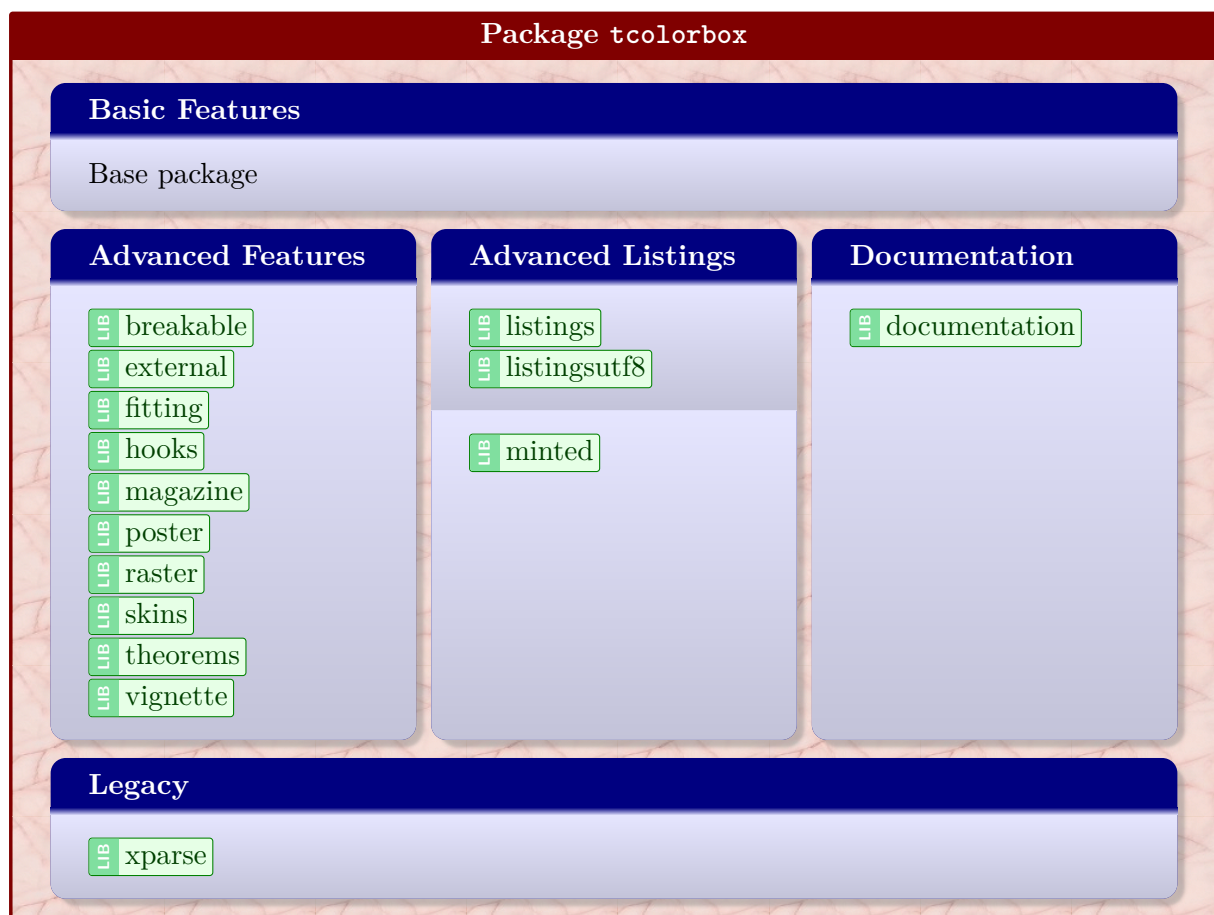 Package tcolorbox
Basic Features
Base package
Advanced Features
LIB breakable
LIB external
LIB fitting
LIB hooks
LIB magazine
LIB poster
LIB raster
LIB skins
LIB theorems
LIB vignette
Advanced Listings
LIB listings
LIB listingsutf8
LIB minted
Documentation
LIB documentation
Legacy
LIB xparse